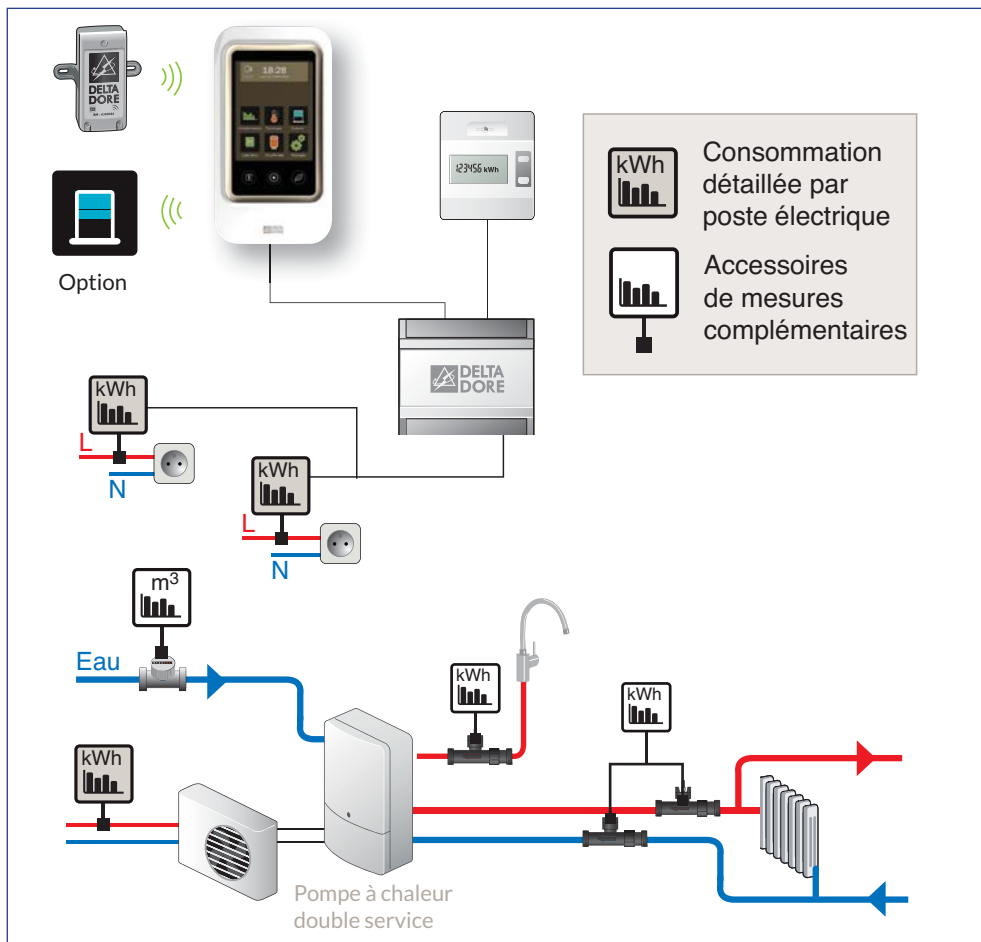 DELTA
DORE
18:28
Option
123456 kWh
kWh
Consommation
détaillée par
poste électrique
Accessoires
de mesures
complémentaires
DELTA
DORE
kWh
L
N
kWh
L
N
m³
Eau
kWh
kWh
kWh
Pompe à chaleur
double service